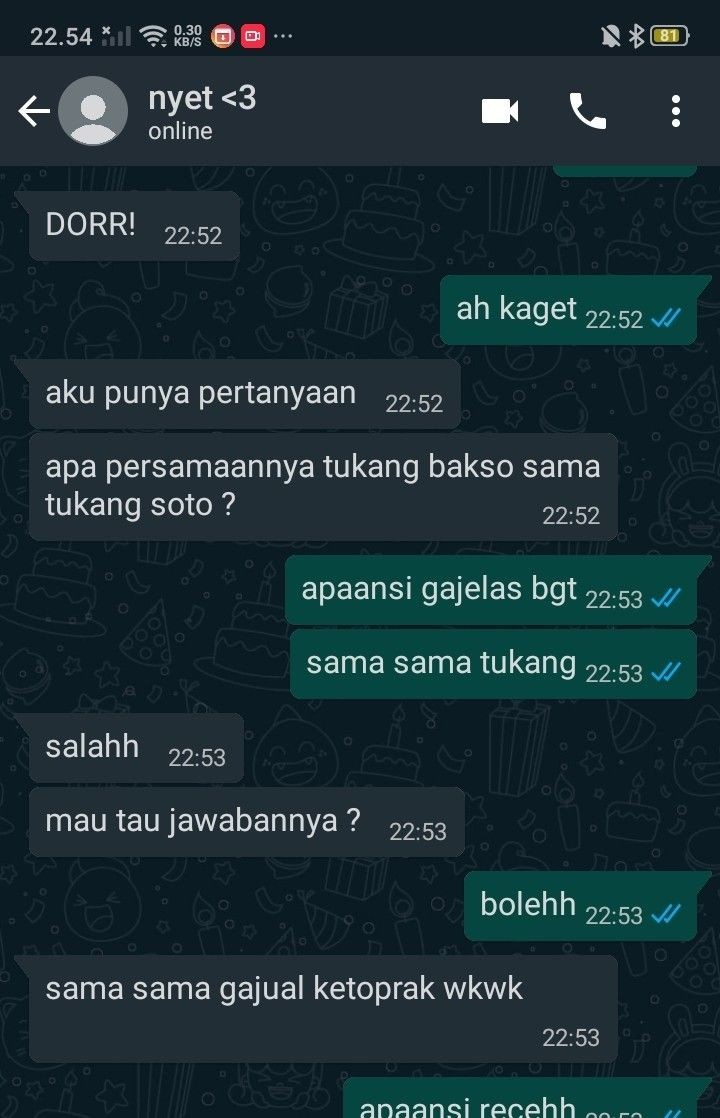 22.54
0.30
KB/S
81
nyet <3
online
DORR! 22:52
ah kaget 22:52
aku punya pertanyaan 22:52
apa persamaannya tukang bakso sama
tukang soto ?
22:52
apaansi gajelas bgt 22:53
sama sama tukang 22:53
salahh 22:53
mau tau jawabannya ? 22:53
bolehh 22:53
sama sama gajual ketoprak wkwk
22:53
apaansi recehh 22:53